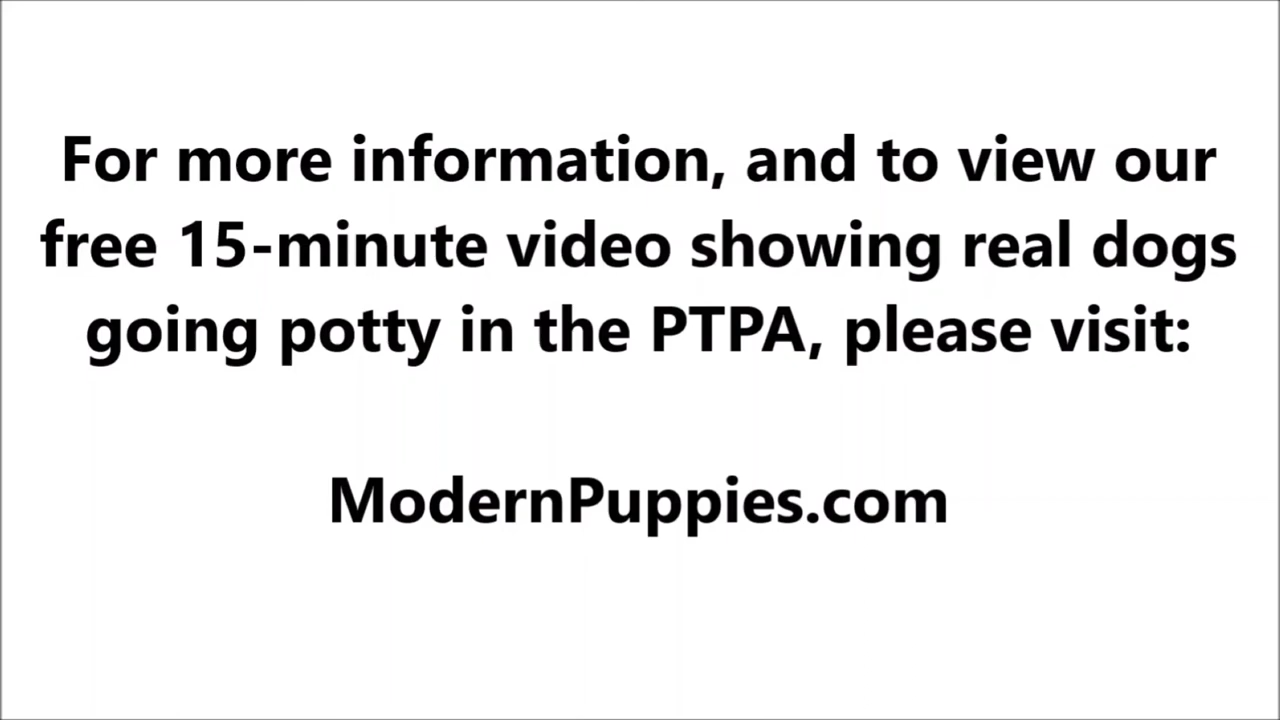 For more information, and to view our
free 15-minute video showing real dogs
going potty in the PTPA, please visit:
ModernPuppies.com